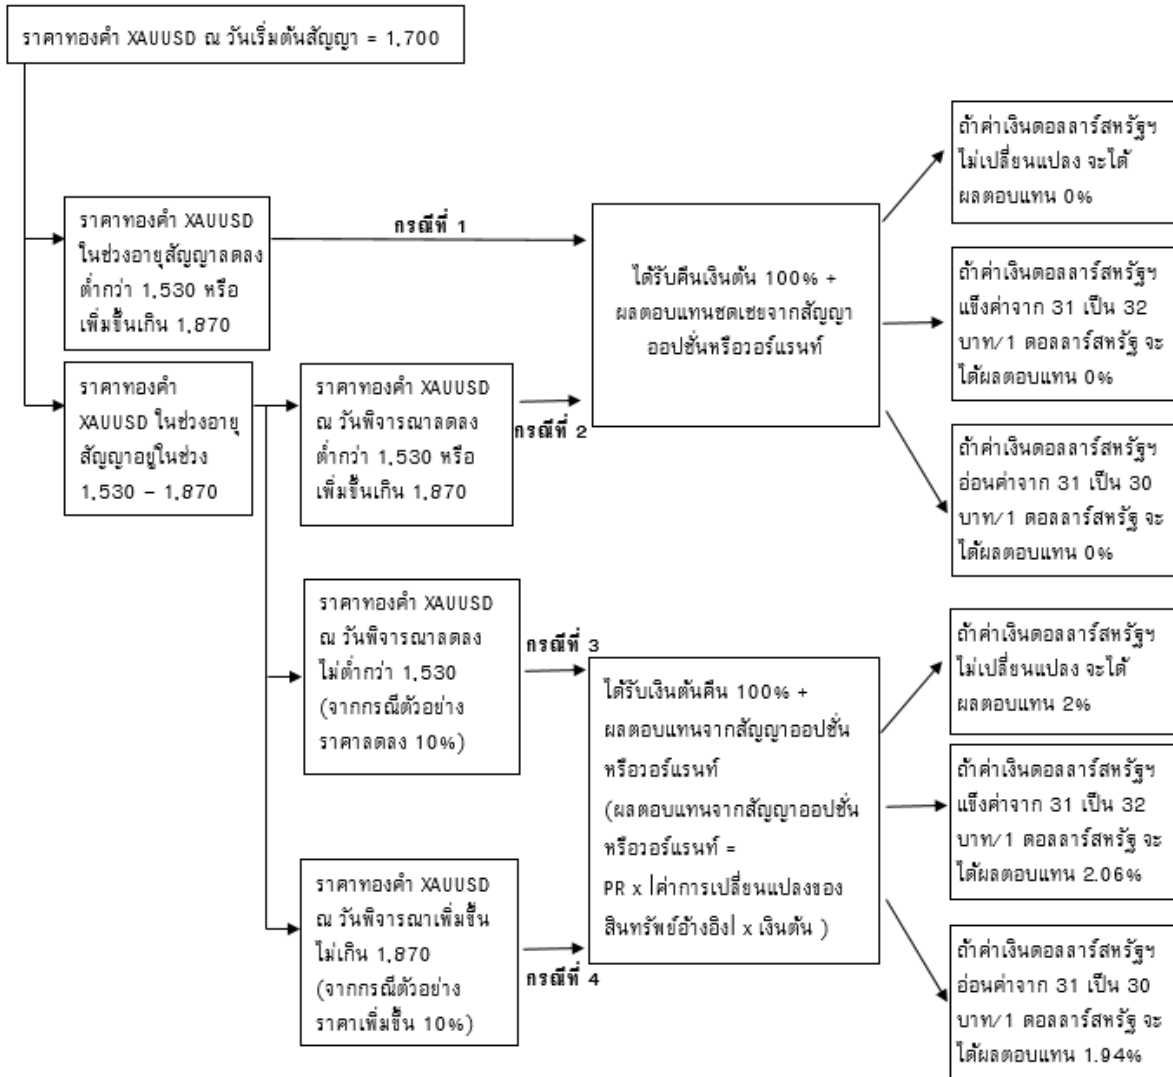 ราคาทองคำ XAUUSD ณ วันเริ่มต้นสัญญา = 1,700
ราคาทองคำ XAUUSD
ในช่วงอายุสัญญาลดลง
ต่ำกว่า 1,530 หรือ
เพิ่มขึ้นเกิน 1,870
กรณีที่ 1
ได้รับคืนเงินต้น 100% +
ผลตอบแทนชดเชยจากสัญญา
ออปชั่นหรือวอร์แรนท์
ถ้าค่าเงินดอลลาร์สหรัฐฯ
ไม่เปลี่ยนแปลง จะได้
ผลตอบแทน 0%
ถ้าค่าเงินดอลลาร์สหรัฐฯ
แข็งค่าจาก 31 เป็น 32
บาท/1 ดอลลาร์สหรัฐ จะ
ได้ผลตอบแทน 0%
ถ้าค่าเงินดอลลาร์สหรัฐฯ
อ่อนค่าจาก 31 เป็น 30
บาท/1 ดอลลาร์สหรัฐ จะ
ได้ผลตอบแทน 0%
ราคาทองคำ
XAUUSD ในช่วงอายุ
สัญญาอยู่ในช่วง
1,530 – 1,870
ราคาทองคำ XAUUSD
ณ วันพิจารณาลดลง
ต่ำกว่า 1,530 หรือ
เพิ่มขึ้นเกิน 1,870
กรณีที่ 2
ราคาทองคำ XAUUSD
ณ วันพิจารณาลดลง
ไม่ต่ำกว่า 1,530
(จากกรณีตัวอย่าง
ราคาลดลง 10%)
กรณีที่ 3
ราคาทองคำ XAUUSD
ณ วันพิจารณาเพิ่มขึ้น
ไม่เกิน 1,870
(จากกรณีตัวอย่าง
ราคาเพิ่มขึ้น 10%)
กรณีที่ 4
ได้รับเงินต้นคืน 100% +
ผลตอบแทนจากสัญญาออปชั่น
หรือวอร์แรนท์
(ผลตอบแทนจากสัญญาออปชั่น
หรือวอร์แรนท์ =
PR x |ค่าการเปลี่ยนแปลงของ
สินทรัพย์อ้างอิง| x เงินต้น )
ถ้าค่าเงินดอลลาร์สหรัฐฯ
ไม่เปลี่ยนแปลง จะได้
ผลตอบแทน 2%
ถ้าค่าเงินดอลลาร์สหรัฐฯ
แข็งค่าจาก 31 เป็น 32
บาท/1 ดอลลาร์สหรัฐ จะ
ได้ผลตอบแทน 2.06%
ถ้าค่าเงินดอลลาร์สหรัฐฯ
อ่อนค่าจาก 31 เป็น 30
บาท/1 ดอลลาร์สหรัฐ จะ
ได้ผลตอบแทน 1.94%